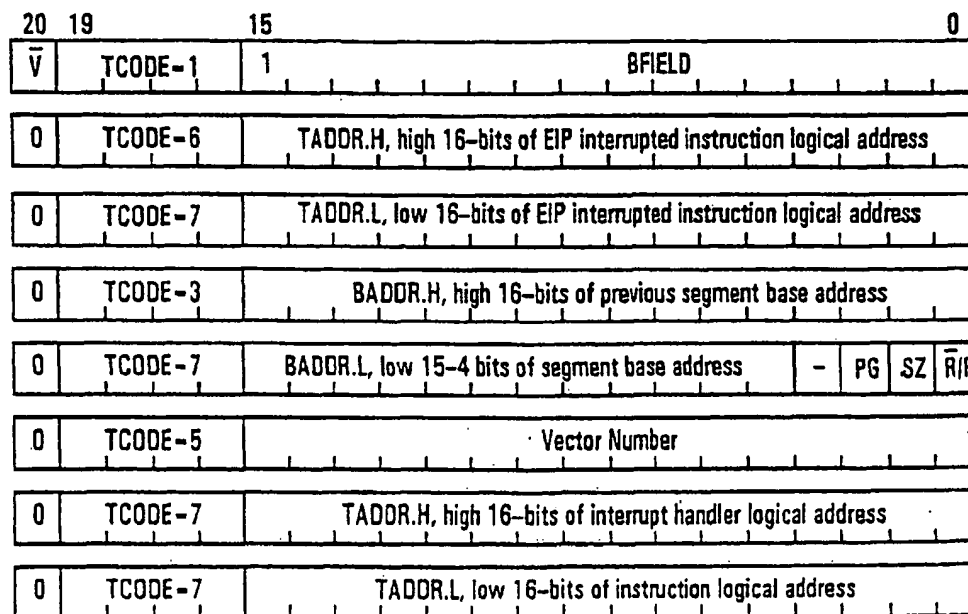 20 19 15 0
V̅ TCODE-1 1 BFIELD
0 TCODE-6 TADDR.H, high 16-bits of EIP interrupted instruction logical address
0 TCODE-7 TADDR.L, low 16-bits of EIP interrupted instruction logical address
0 TCODE-3 BADDR.H, high 16-bits of previous segment base address
0 TCODE-7 BADDR.L, low 15-4 bits of segment base address - PG SZ R̅/
0 TCODE-5 Vector Number
0 TCODE-7 TADDR.H, high 16-bits of interrupt handler logical address
0 TCODE-7 TADDR.L, low 16-bits of instruction logical address